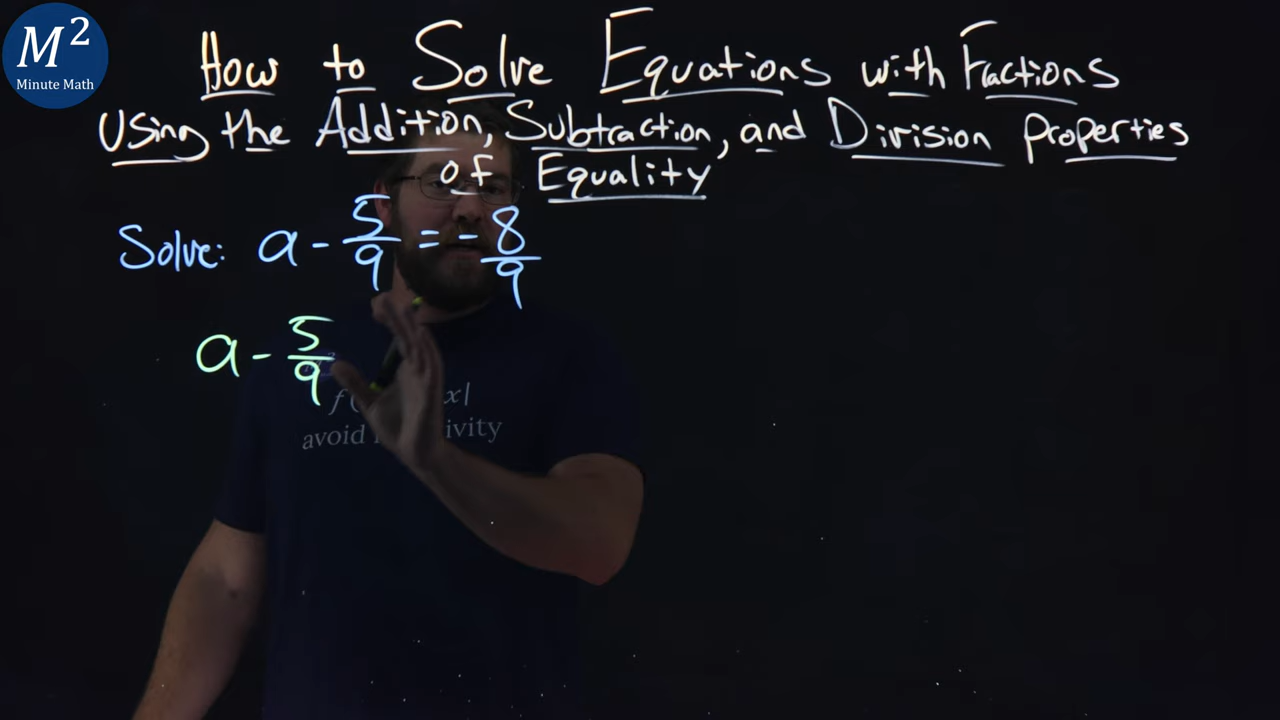 M²
Minute Math
How to Solve Equations with Fractions
Using the Addition, Subtraction, and Division Properties
of Equality
Solve: a - 5/9 = - 8/9
a - 5/9
avoid